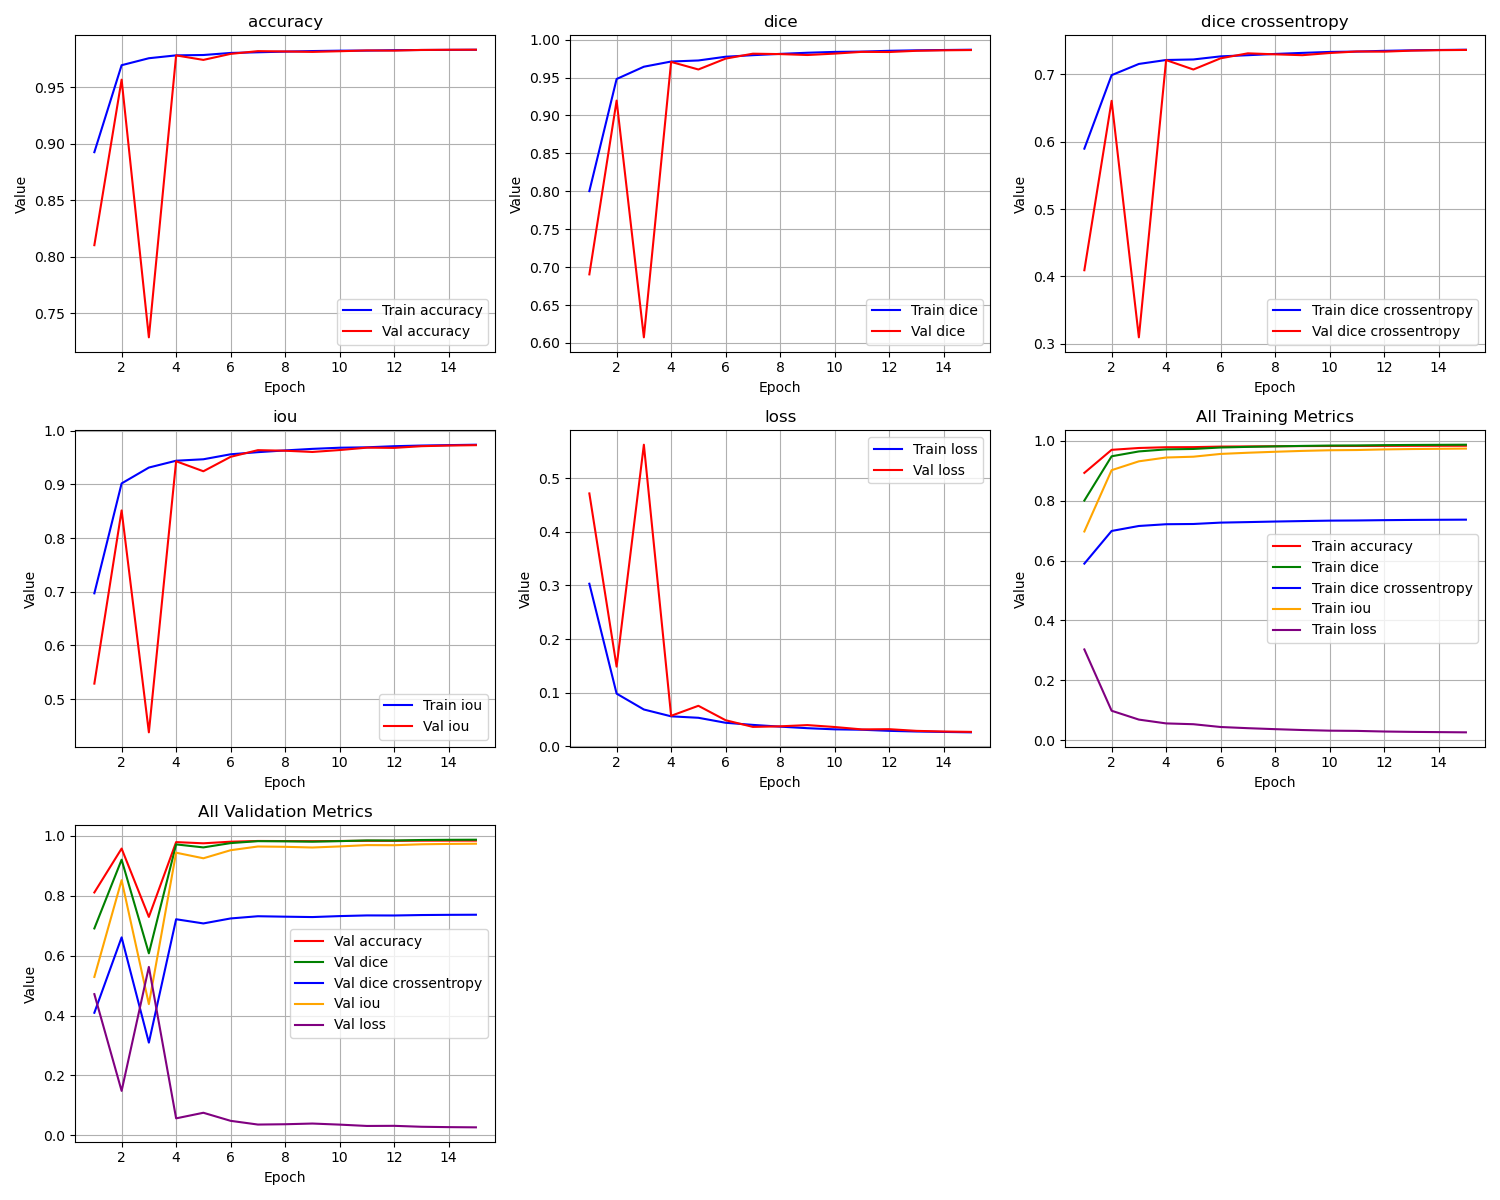 accuracy
Value
0.95
0.90
0.85
0.80
0.75
Train accuracy
Val accuracy
2 4 6 8 10 12 14
Epoch
dice
Value
1.00
0.95
0.90
0.85
0.80
0.75
0.70
0.65
0.60
Train dice
Val dice
2 4 6 8 10 12 14
Epoch
dice crossentropy
Value
0.7
0.6
0.5
0.4
0.3
Train dice crossentropy
Val dice crossentropy
2 4 6 8 10 12 14
Epoch
iou
Value
1.0
0.9
0.8
0.7
0.6
0.5
Train iou
Val iou
2 4 6 8 10 12 14
Epoch
loss
Value
0.5
0.4
0.3
0.2
0.1
0.0
Train loss
Val loss
2 4 6 8 10 12 14
Epoch
All Training Metrics
Value
1.0
0.8
0.6
0.4
0.2
0.0
Train accuracy
Train dice
Train dice crossentropy
Train iou
Train loss
2 4 6 8 10 12 14
Epoch
All Validation Metrics
Value
1.0
0.8
0.6
0.4
0.2
0.0
Val accuracy
Val dice
Val dice crossentropy
Val iou
Val loss
2 4 6 8 10 12 14
Epoch